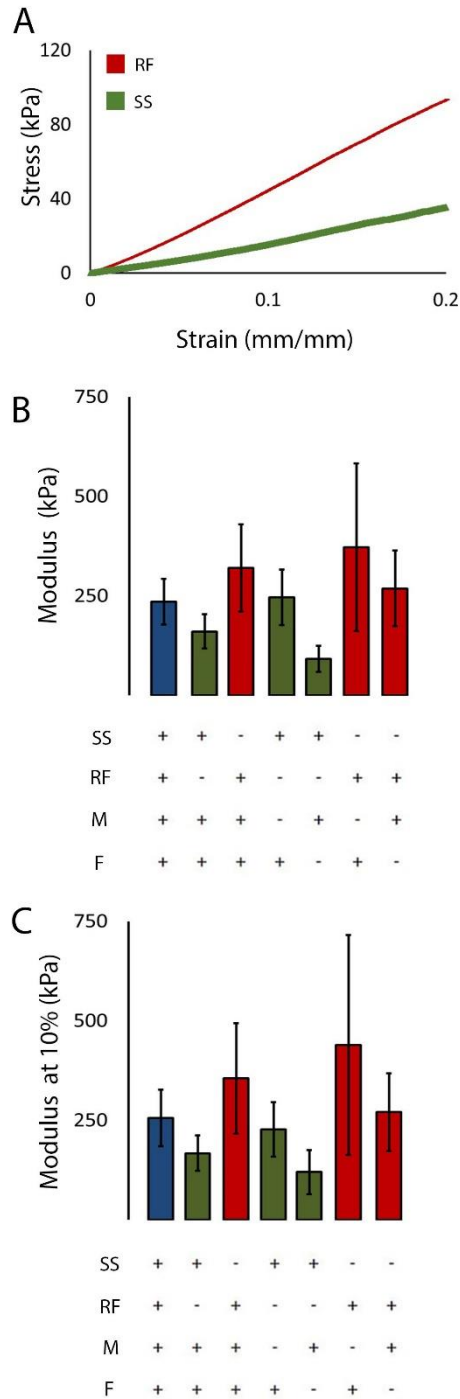 A
120
RF
SS
80
Stress (kPa)
40
0
0 0.1 0.2
Strain (mm/mm)
B
750
500
Modulus (kPa)
250
SS + + - + + - -
RF + - + - - + +
M + + + - + - +
F + + + + - + -
C
750
500
Modulus at 10% (kPa)
250
SS + + - + + - -
RF + - + - - + +
M + + + - + - +
F + + + + - + -